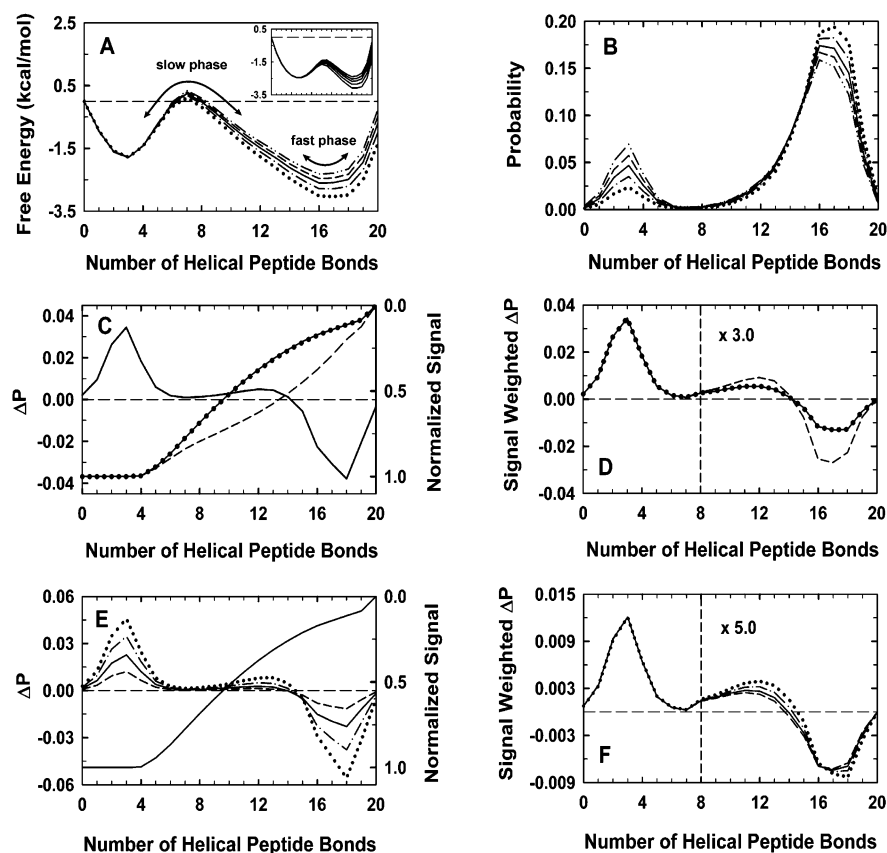 A
slow phase
fast phase
Free Energy (kcal/mol)
2.5
0.5
-1.5
-3.5
0 4 8 12 16 20
Number of Helical Peptide Bonds
0.5
-1.5
-3.5
B
Probability
0.20
0.15
0.10
0.05
0.00
0 4 8 12 16 20
Number of Helical Peptide Bonds
C
ΔP
0.04
0.02
0.00
-0.02
-0.04
0.0
0.5
1.0
Normalized Signal
0 4 8 12 16 20
Number of Helical Peptide Bonds
D
x 3.0
Signal Weighted ΔP
0.04
0.02
0.00
-0.02
-0.04
0 4 8 12 16 20
Number of Helical Peptide Bonds
E
ΔP
0.06
0.03
0.00
-0.03
-0.06
0.0
0.5
1.0
Normalized Signal
0 4 8 12 16 20
Number of Helical Peptide Bonds
F
x 5.0
Signal Weighted ΔP
0.015
0.009
0.003
-0.003
-0.009
0 4 8 12 16 20
Number of Helical Peptide Bonds